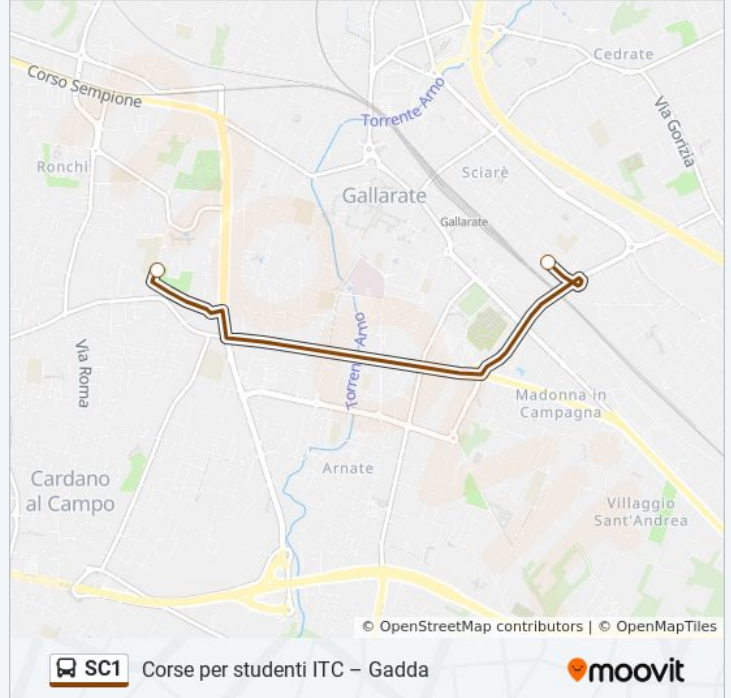 Cedrate
Corso Sempione
Torrente Arno
Via Gorizia
Ronchi
Sciarè
Gallarate
Gallarate
Torrente Arno
Via Roma
Madonna in
Campagna
Arnate
Cardano
al Campo
Villaggio
Sant'Andrea
© OpenStreetMap contributors | © OpenMapTiles
SC1 Corse per studenti ITC – Gadda moovit